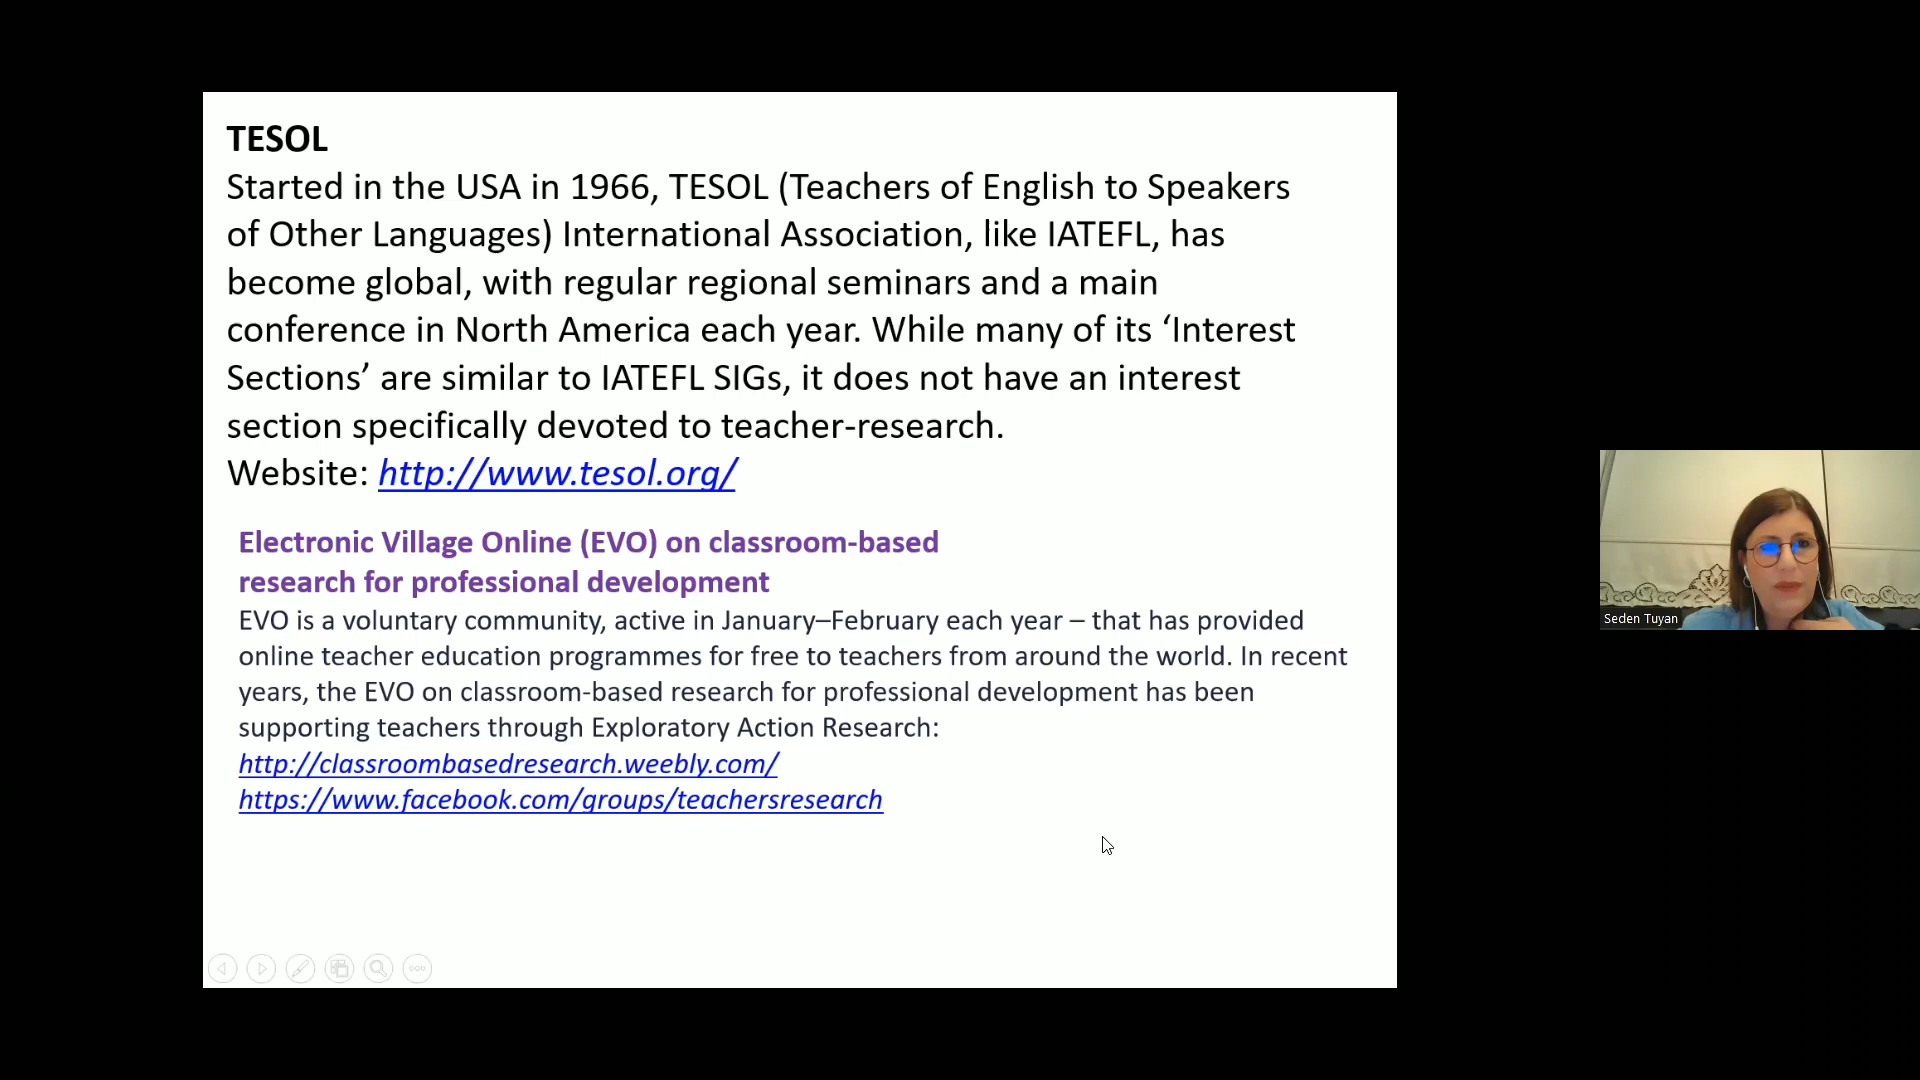 TESOL
Started in the USA in 1966, TESOL (Teachers of English to Speakers
of Other Languages) International Association, like IATEFL, has
become global, with regular regional seminars and a main
conference in North America each year. While many of its ‘Interest
Sections’ are similar to IATEFL SIGs, it does not have an interest
section specifically devoted to teacher-research.
Website: http://www.tesol.org/
Electronic Village Online (EVO) on classroom-based
research for professional development
EVO is a voluntary community, active in January–February each year – that has provided
online teacher education programmes for free to teachers from around the world. In recent
years, the EVO on classroom-based research for professional development has been
supporting teachers through Exploratory Action Research:
http://classroombasedresearch.weebly.com/
https://www.facebook.com/groups/teachersresearch
Seden Tuyan